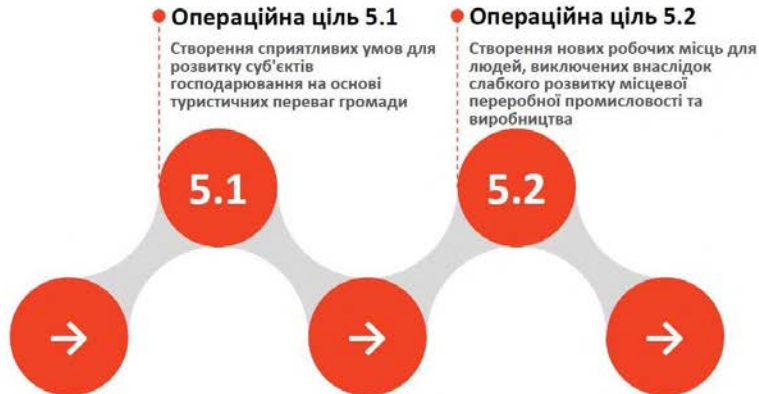 Операційна ціль 5.1
Створення сприятливих умов для
розвитку суб'єктів
господарювання на основі
туристичних переваг громади
Операційна ціль 5.2
Створення нових робочих місць для
людей, виключених внаслідок
слабкого розвитку місцевої
переробної промисловості та
виробництва
5.1
5.2